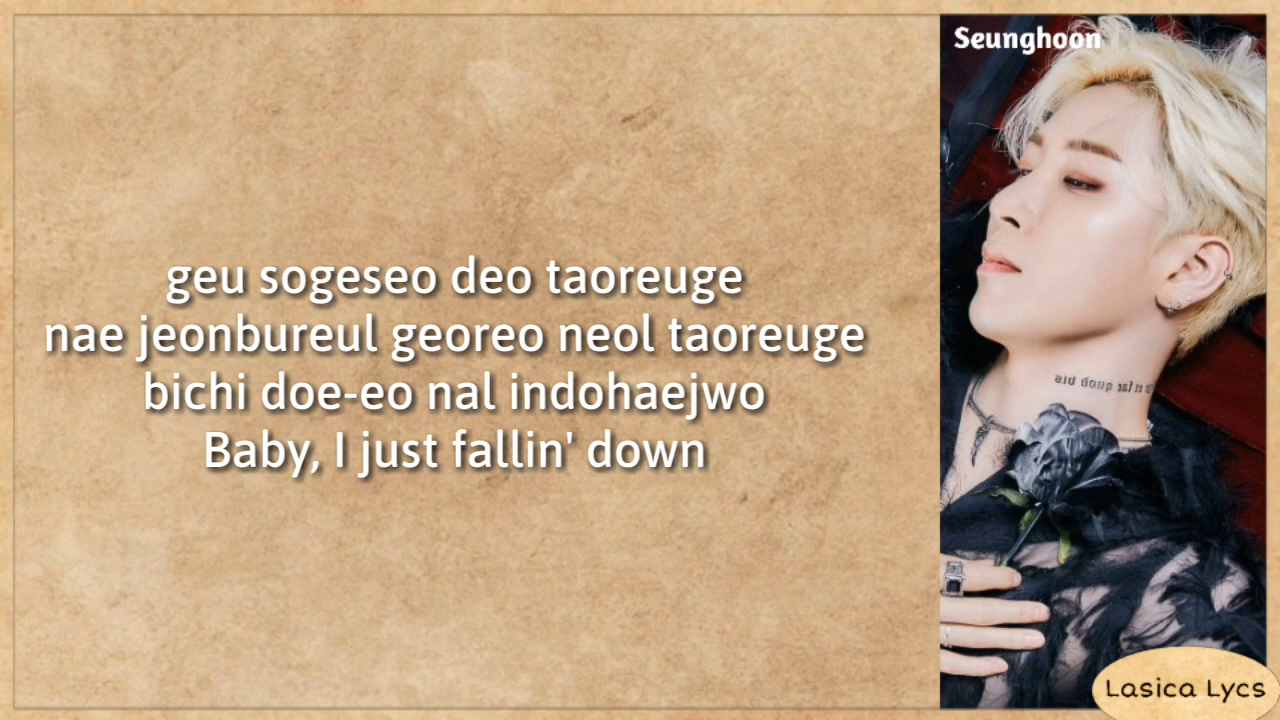 Seunghoon
geu sogeseo deo taoreuge
nae jeonbureul georeo neol taoreuge
bichi doe-eo nal indohaejwo
Baby, I just fallin' down
Lasica Lycs